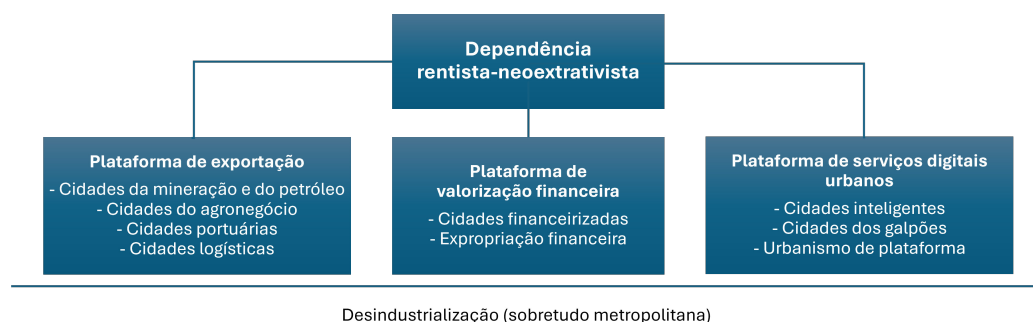 Dependência
rentista-neoextrativista
Plataforma de exportação
- Cidades da mineração e do petróleo
- Cidades do agronegócio
- Cidades portuárias
- Cidades logísticas
Plataforma de
valorização financeira
- Cidades financeirizadas
- Expropriação financeira
Plataforma de serviços digitais
urbanos
- Cidades inteligentes
- Cidades dos galpões
- Urbanismo de plataforma
Desindustrialização (sobretudo metropolitana)